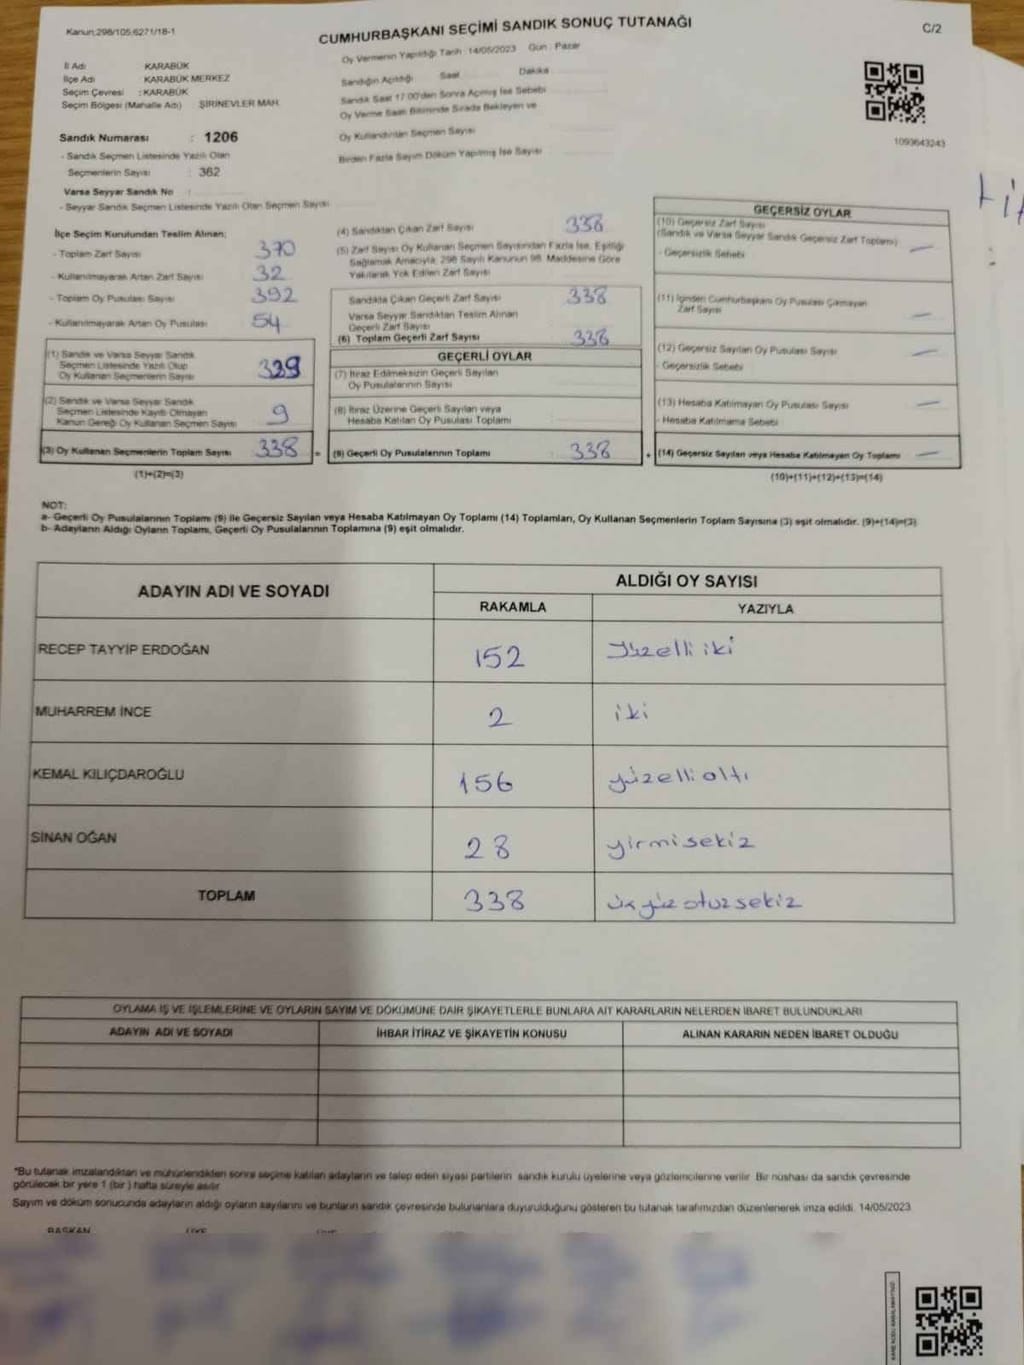 Kanun:298/105,6271/18-1
CUMHURBAŞKANI SEÇİMİ SANDIK SONUÇ TUTANAĞI
C/2
Oy Vermenin Yapıldığı Tarih : 14/05/2023 Gün : Pazar
İl Adı KARABÜK
İlçe Adı KARABÜK MERKEZ
Seçim Çevresi : KARABÜK
Seçim Bölgesi (Mahalle Adı) ŞİRİNEVLER MAH.
Sandığın Açıldığı Saat Dakika
Sandık Saat 17:00'den Sonra Açılmış İse Sebebi
Oy Verme Saati Bitiminde Sırada Bekleyen ve
Oy Kullandırılan Seçmen Sayısı
Birden Fazla Sayım Döküm Yapılmış İse Sayısı
1093643243
Sandık Numarası : 1206
- Sandık Seçmen Listesinde Yazılı Olan
Seçmenlerin Sayısı : 362
Varsa Seyyar Sandık No :
- Seyyar Sandık Seçmen Listesinde Yazılı Olan Seçmen Sayısı
İlçe Seçim Kurulundan Teslim Alınan;
- Toplam Zarf Sayısı 370
- Kullanılmayarak Artan Zarf Sayısı 32
- Toplam Oy Pusulası Sayısı 392
- Kullanılmayarak Artan Oy Pusulası 54
(1) Sandık ve Varsa Seyyar Sandık
Seçmen Listesinde Yazılı Olup
Oy Kullanan Seçmenlerin Sayısı 329
(2) Sandık ve Varsa Seyyar Sandık
Seçmen Listesinde Kayıtlı Olmayan
Kanun Gereği Oy Kullanan Seçmen Sayısı 9
(3) Oy Kullanan Seçmenlerin Toplam Sayısı 338
(1)+(2)=(3)
(4) Sandıktan Çıkan Zarf Sayısı 338
(5) Zarf Sayısı Oy Kullanan Seçmen Sayısından Fazla İse, Eşitliği
Sağlamak Amacıyla, 298 Sayılı Kanunun 98. Maddesine Göre
Yakılarak Yok Edilen Zarf Sayısı
Sandıkta Çıkan Geçerli Zarf Sayısı 338
Varsa Seyyar Sandıktan Teslim Alınan
Geçerli Zarf Sayısı
(6) Toplam Geçerli Zarf Sayısı 338
GEÇERLİ OYLAR
(7) İtiraz Edilmeksizin Geçerli Sayılan
Oy Pusulalarının Sayısı
(8) İtiraz Üzerine Geçerli Sayılan veya
Hesaba Katılan Oy Pusulası Toplamı
= (9) Geçerli Oy Pusulalarının Toplamı 338
GEÇERSİZ OYLAR
(10) Geçersiz Zarf Sayısı
(Sandık ve Varsa Seyyar Sandık Geçersiz Zarf Toplamı) —
- Geçersizlik Sebebi
(11) İçinden Cumhurbaşkanı Oy Pusulası Çıkmayan
Zarf Sayısı —
(12) Geçersiz Sayılan Oy Pusulası Sayısı —
- Geçersizlik Sebebi
(13) Hesaba Katılmayan Oy Pusulası Sayısı —
- Hesaba Katılmama Sebebi
+ (14) Geçersiz Sayılan veya Hesaba Katılmayan Oy Toplamı —
(10)+(11)+(12)+(13)=(14)
NOT:
a- Geçerli Oy Pusulalarının Toplamı (9) ile Geçersiz Sayılan veya Hesaba Katılmayan Oy Toplamı (14) Toplamları, Oy Kullanan Seçmenlerin Toplam Sayısına (3) eşit olmalıdır. (9)+(14)=(3)
b- Adayların Aldığı Oyların Toplamı, Geçerli Oy Pusulalarının Toplamına (9) eşit olmalıdır.
ADAYIN ADI VE SOYADI
ALDIĞI OY SAYISI
RAKAMLA YAZIYLA
RECEP TAYYİP ERDOĞAN 152 Yüzelli iki
MUHARREM İNCE 2 iki
KEMAL KILIÇDAROĞLU 156 yüzelli altı
SİNAN OĞAN 28 yirmisekiz
TOPLAM 338 üçyüz otuzsekiz
OYLAMA İŞ VE İŞLEMLERİNE VE OYLARIN SAYIM VE DÖKÜMÜNE DAİR ŞİKAYETLERLE BUNLARA AİT KARARLARIN NELERDEN İBARET BULUNDUKLARI
ADAYIN ADI VE SOYADI İHBAR İTİRAZ VE ŞİKAYETİN KONUSU ALINAN KARARIN NEDEN İBARET OLDUĞU
*Bu tutanak imzalandıktan ve mühürlendikten sonra seçime katılan adayların ve talep eden siyasi partilerin sandık kurulu üyelerine veya gözlemcilerine verilir. Bir nüshası da sandık çevresinde
görülecek bir yere 1 (bir) hafta süreyle asılır.
Sayım ve döküm sonucunda adayların aldığı oyların sayılarını ve bunların sandık çevresinde bulunanlara duyurulduğunu gösteren bu tutanak tarafımızdan düzenlenerek imza edildi. 14/05/2023
BAŞKAN ÜYE ÜYE